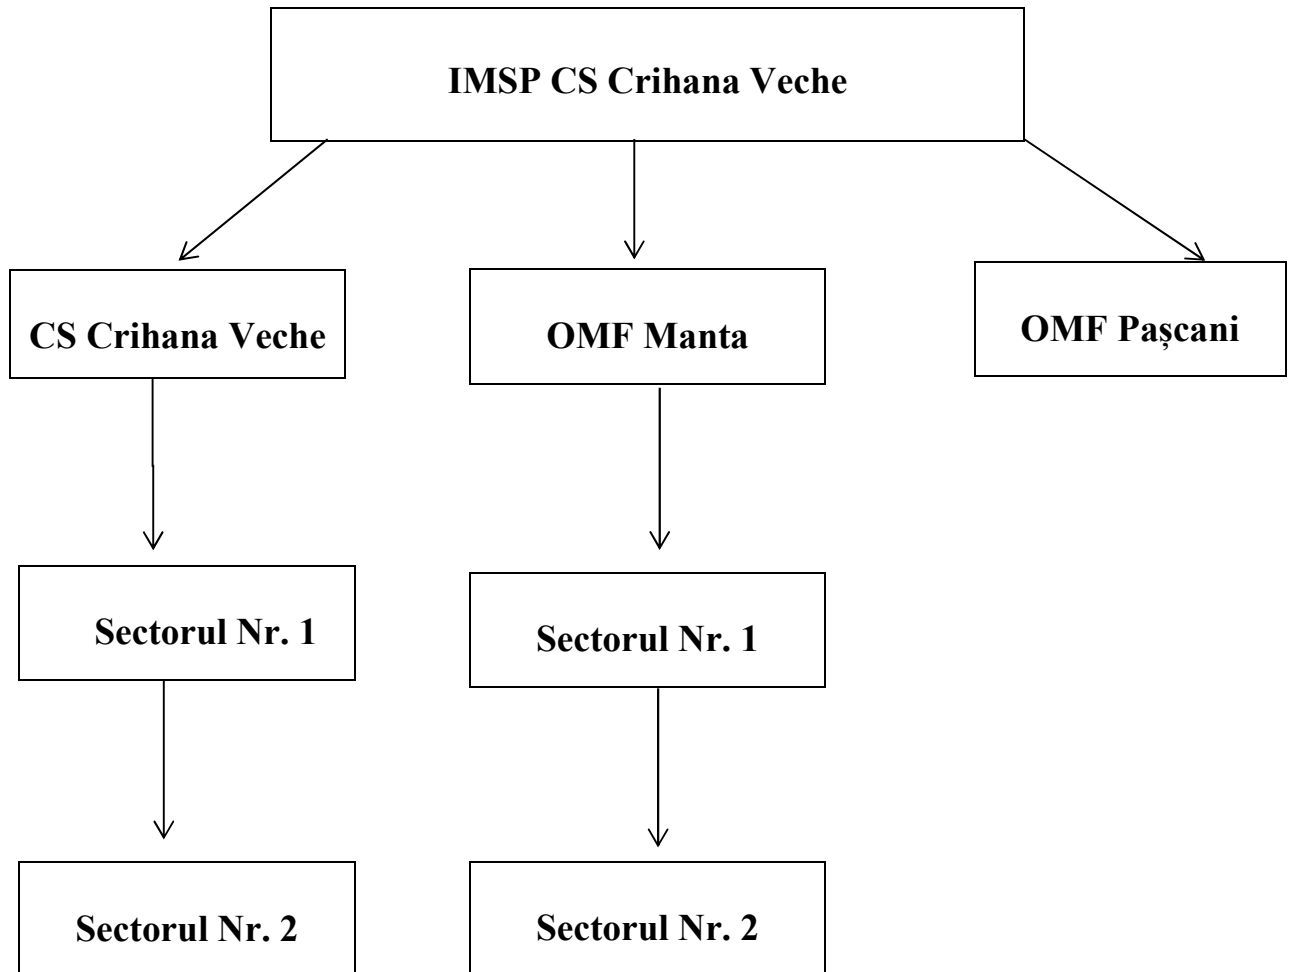 IMSP CS Crihana Veche
CS Crihana Veche
OMF Manta
OMF Pașcani
Sectorul Nr. 1
Sectorul Nr. 1
Sectorul Nr. 2
Sectorul Nr. 2